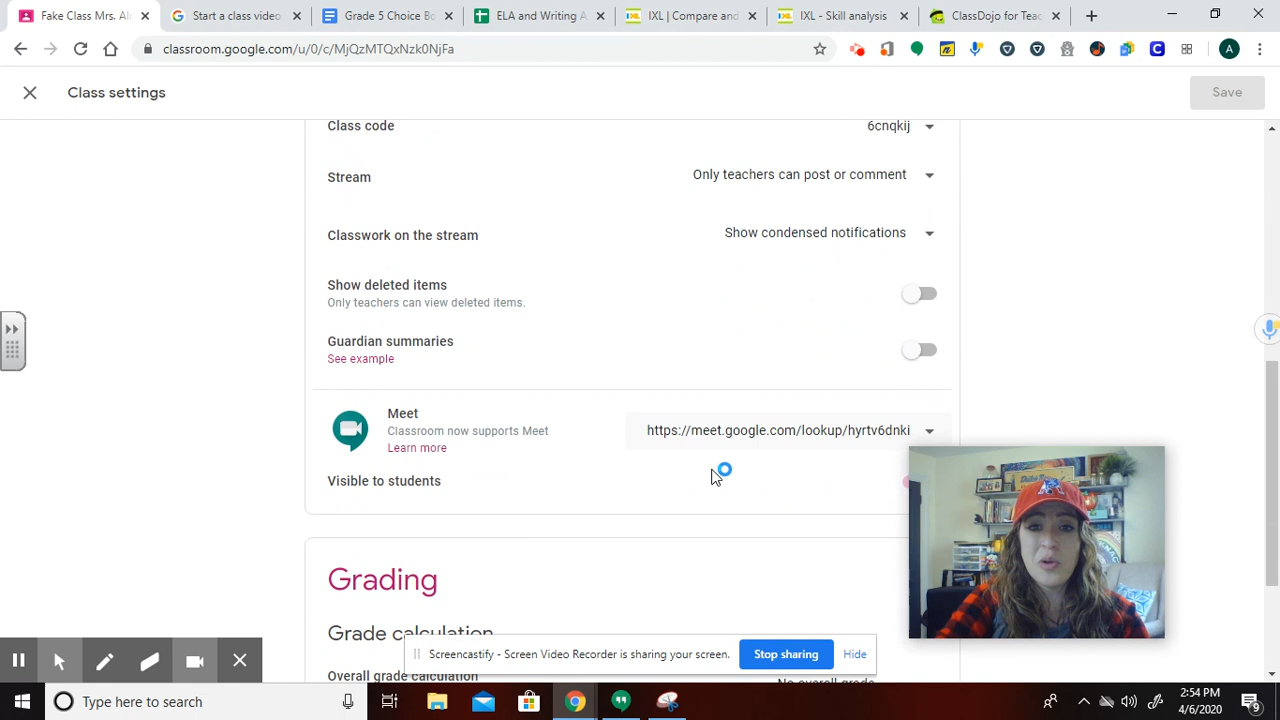 Fake Class Mrs. Al
Start a class video
Grade 5 Choice Bo
ELA and Writing A
IXL | Compare and
IXL - Skill analysis
ClassDojo for Teac
classroom.google.com/u/0/c/MjQzMTQxNzk0NjFa
A
Class settings
Save
Class code
6cnqkij
Stream
Only teachers can post or comment
Classwork on the stream
Show condensed notifications
Show deleted items
Only teachers can view deleted items.
Guardian summaries
See example
Meet
Classroom now supports Meet
https://meet.google.com/lookup/hyrtv6dnki
Learn more
Visible to students
Grading
Grade calculation
Screencastify - Screen Video Recorder is sharing your screen.
Stop sharing
Hide
Overall grade calculation
No overall grade
Type here to search
2:54 PM
4/6/2020
9